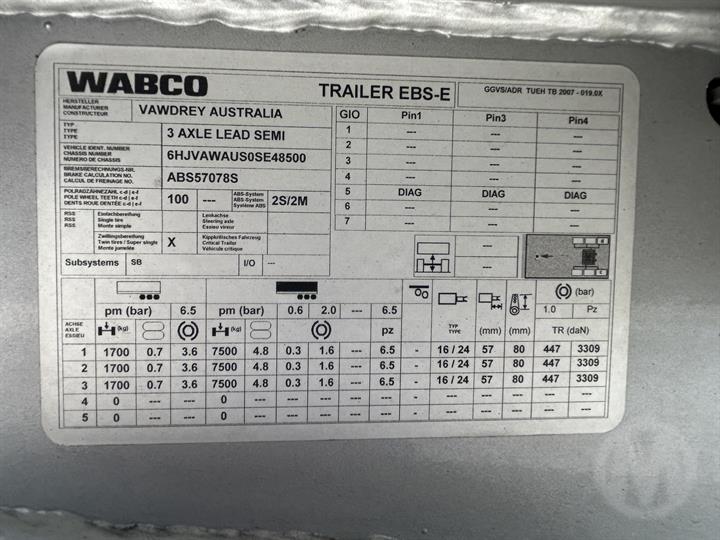 WABCO TRAILER EBS-E GGVS/ADR TUEH TB 2007 - 019.0X
HERSTELLER
MANUFACTURER
CONSTRUCTEUR
VAWDREY AUSTRALIA
TYP
TYPE
TYPE
3 AXLE LEAD SEMI
VEHICLE IDENT. NUMBER
CHASSIS NUMBER
NUMERO DE CHASSIS
6HJVAWAUS0SE48500
BREMSBERECHNUNGS-NR.
BRAKE CALCULATION NO.
CALCUL DE FREINAGE NO.
ABS57078S
POLRADZÄHNEZAHL c-d | e-f
POLE WHEEL TEETH c-d | e-f
DENTS ROUE DENTÉE c-d | e-f
100 ---
ABS-System
ABS-System
Système ABS
2S/2M
RSS
RSS
RSS
Einfachbereifung
Single tire
Monte simple
Lenkachse
Steering axle
Essieu vireur
Zwillingsbereifung
Twin tires / Super single
Monte jumelée
X
Kippkritisches Fahrzeug
Critical Trailer
Véhicule critique
Subsystems SB I/O ---
GIO Pin1 Pin3 Pin4
1 --- --- ---
2 --- --- ---
3 --- --- ---
4 --- --- ---
5 DIAG DIAG DIAG
6 --- --- ---
7 --- --- ---
---
---
pm (bar) 6.5 pm (bar) 0.6 2.0 --- 6.5 (bar)
1.0 Pz
ACHSE
AXLE
ESSIEU
(kg) (kg) pz TYP
TYPE (mm) (mm) TR (daN)
1 1700 0.7 3.6 7500 4.8 0.3 1.6 --- 6.5 - 16 / 24 57 80 447 3309
2 1700 0.7 3.6 7500 4.8 0.3 1.6 --- 6.5 - 16 / 24 57 80 447 3309
3 1700 0.7 3.6 7500 4.8 0.3 1.6 --- 6.5 - 16 / 24 57 80 447 3309
4 0 --- --- 0 --- --- --- --- --- - --- --- --- --- ---
5 0 --- --- 0 --- --- --- --- --- - --- --- --- --- ---